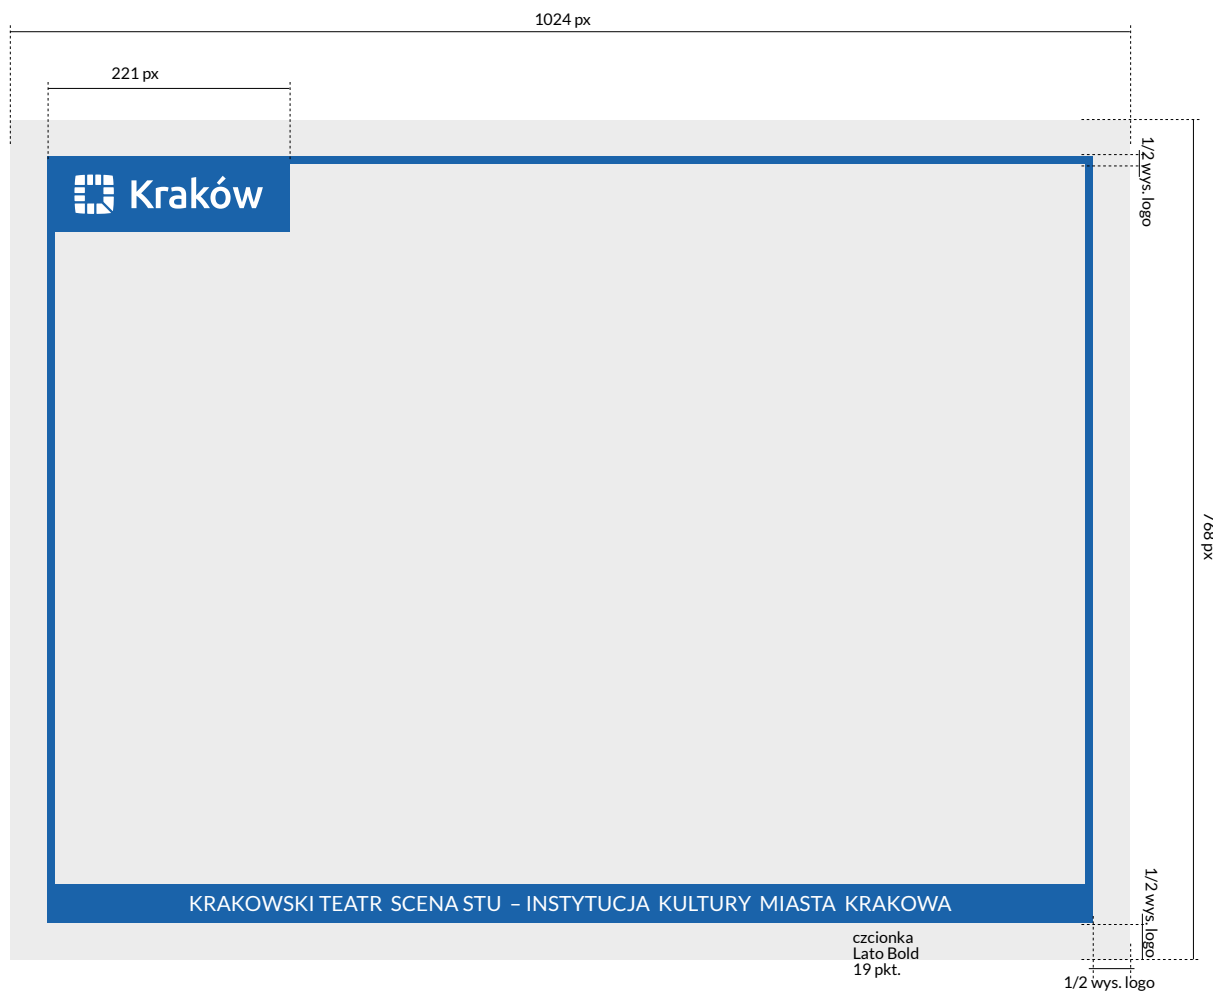 1024 px
221 px
1/2 wys. logo
Kraków
768 px
KRAKOWSKI TEATR SCENA STU – INSTYTUCJA KULTURY MIASTA KRAKOWA
1/2 wys. logo
czcionka
Lato Bold
19 pkt.
1/2 wys. logo